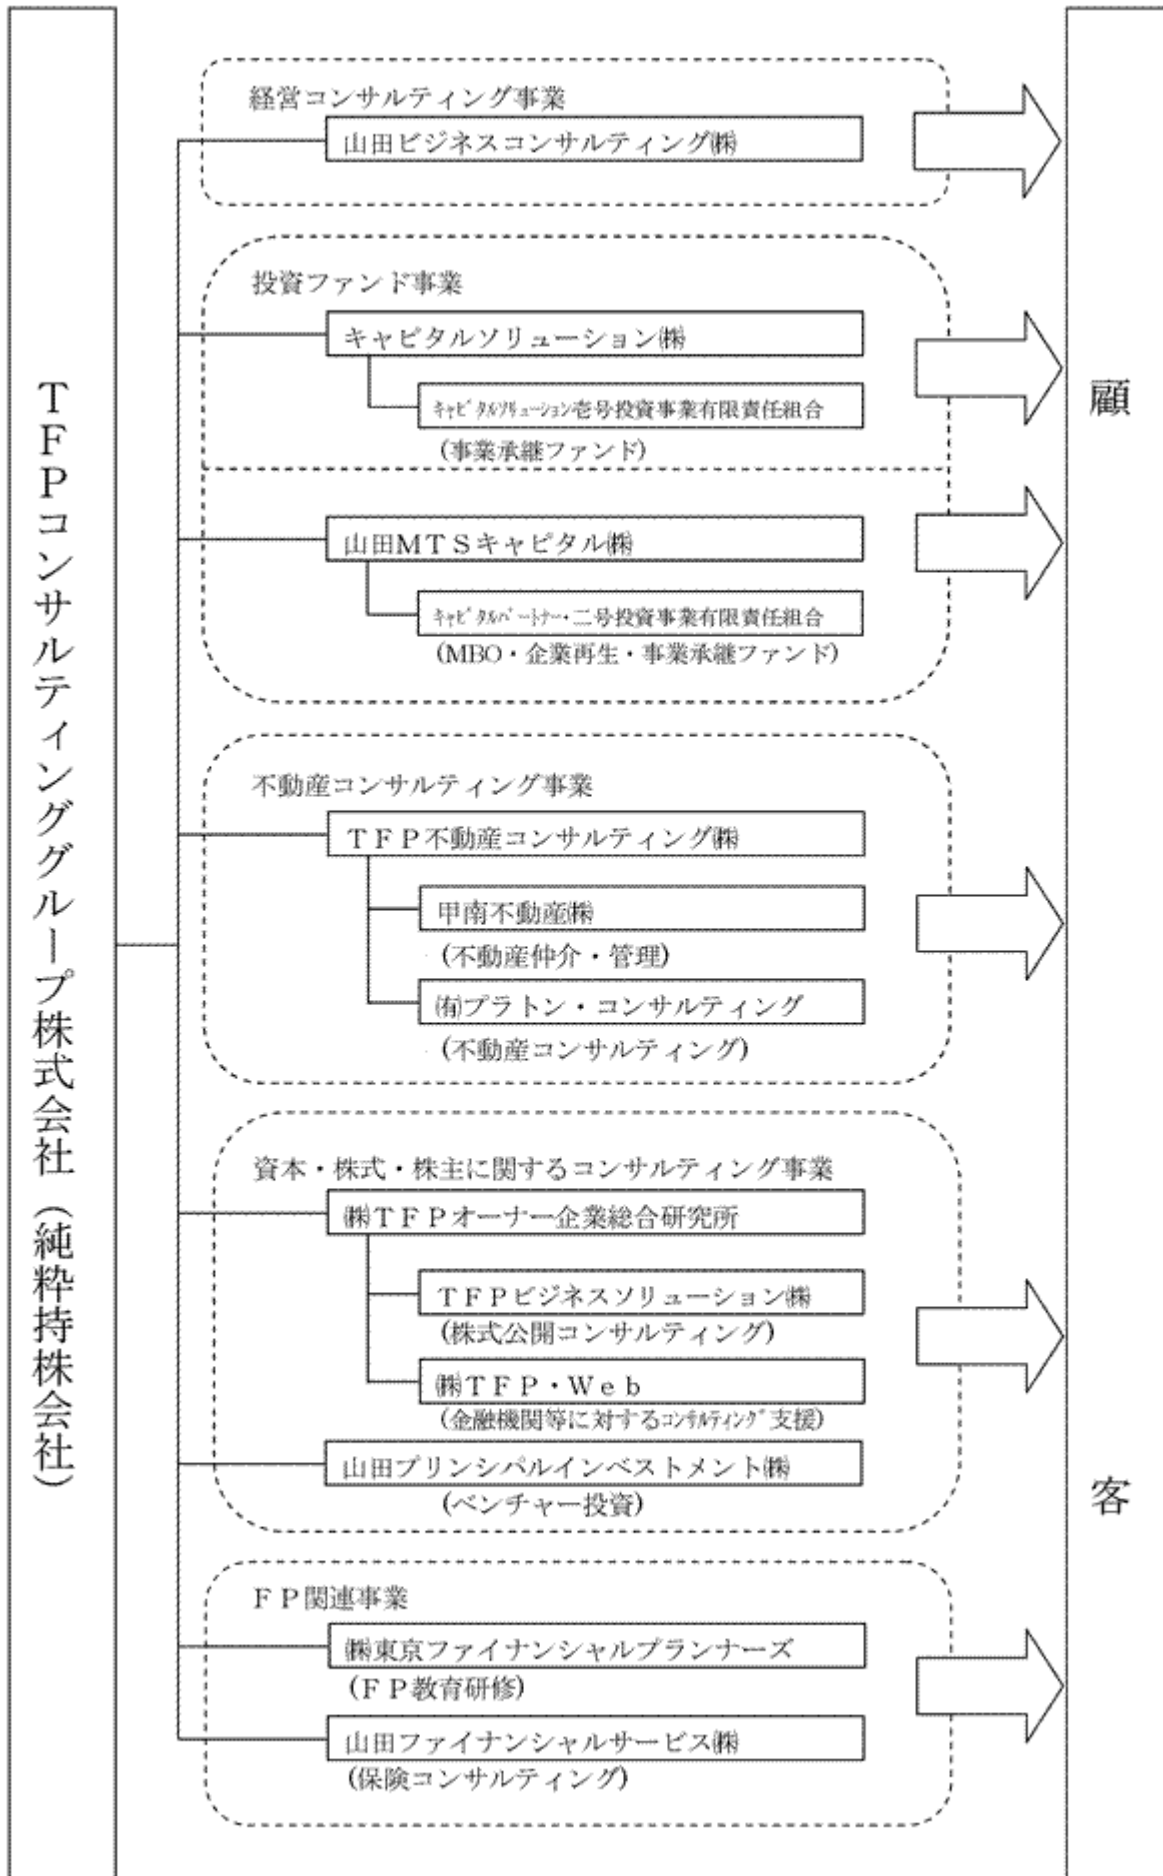 TFPコンサルティンググループ株式会社（純粋持株会社）
経営コンサルティング事業
山田ビジネスコンサルティング㈱
投資ファンド事業
キャピタルソリューション㈱
ｷｬﾋﾟﾀﾙｿﾘｭｰｼｮﾝ壱号投資事業有限責任組合
(事業承継ファンド)
山田ＭＴＳキャピタル㈱
ｷｬﾋﾟﾀﾙﾊﾟｰﾄﾅｰ・二号投資事業有限責任組合
(MBO・企業再生・事業承継ファンド)
不動産コンサルティング事業
ＴＦＰ不動産コンサルティング㈱
甲南不動産㈱
(不動産仲介・管理)
㈲プラトン・コンサルティング
(不動産コンサルティング)
資本・株式・株主に関するコンサルティング事業
㈱ＴＦＰオーナー企業総合研究所
ＴＦＰビジネスソリューション㈱
(株式公開コンサルティング)
㈱ＴＦＰ・Ｗｅｂ
(金融機関等に対するｺﾝｻﾙﾃｨﾝｸﾞ支援)
山田プリンシパルインベストメント㈱
(ベンチャー投資)
ＦＰ関連事業
㈱東京ファイナンシャルプランナーズ
(ＦＰ教育研修)
山田ファイナンシャルサービス㈱
(保険コンサルティング)
顧客